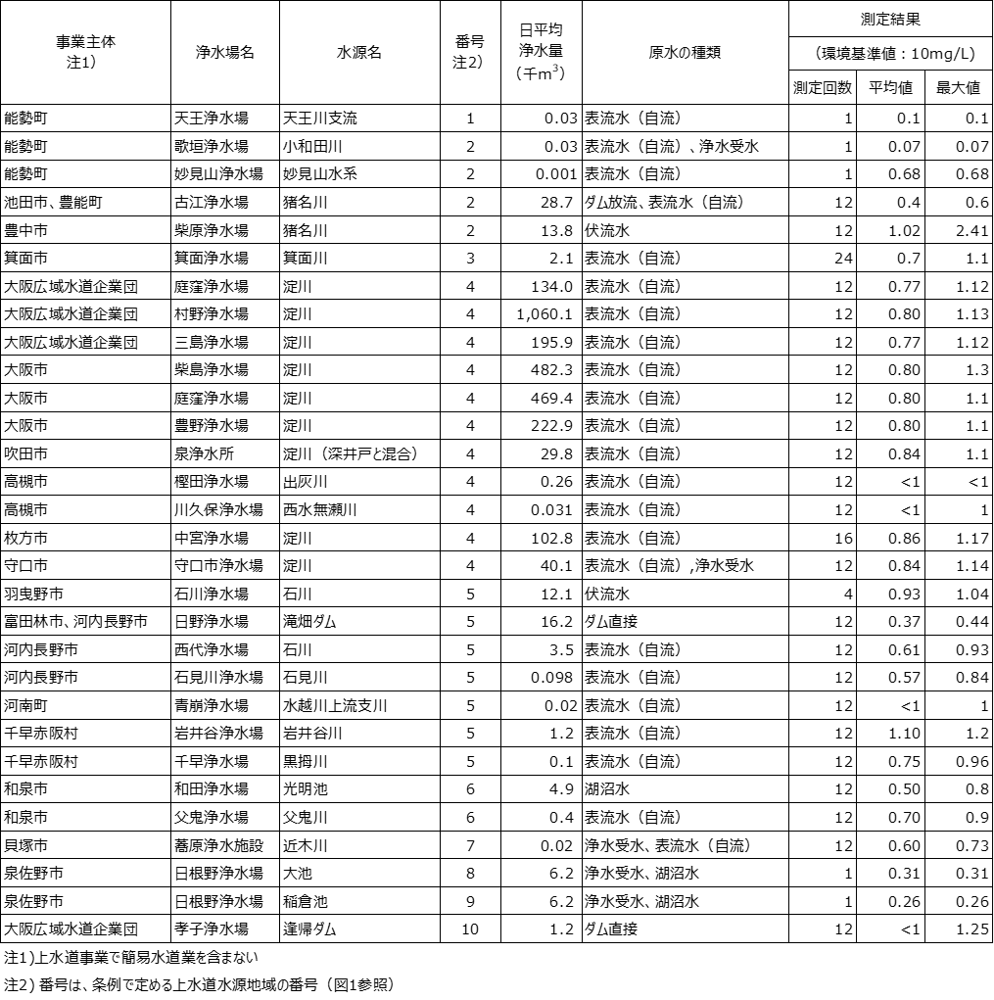 事業主体
注1）
浄水場名
水源名
番号
注2）
日平均
浄水量
（千m3）
原水の種類
測定結果
（環境基準値：10mg/L）
測定回数 平均値 最大値
能勢町 天王浄水場 天王川支流 1 0.03 表流水（自流） 1 0.1 0.1
能勢町 歌垣浄水場 小和田川 2 0.03 表流水（自流）、浄水受水 1 0.07 0.07
能勢町 妙見山浄水場 妙見山水系 2 0.001 表流水（自流） 1 0.68 0.68
池田市、豊能町 古江浄水場 猪名川 2 28.7 ダム放流、表流水（自流） 12 0.4 0.6
豊中市 柴原浄水場 猪名川 2 13.8 伏流水 12 1.02 2.41
箕面市 箕面浄水場 箕面川 3 2.1 表流水（自流） 24 0.7 1.1
大阪広域水道企業団 庭窪浄水場 淀川 4 134.0 表流水（自流） 12 0.77 1.12
大阪広域水道企業団 村野浄水場 淀川 4 1,060.1 表流水（自流） 12 0.80 1.13
大阪広域水道企業団 三島浄水場 淀川 4 195.9 表流水（自流） 12 0.77 1.12
大阪市 柴島浄水場 淀川 4 482.3 表流水（自流） 12 0.80 1.3
大阪市 庭窪浄水場 淀川 4 469.4 表流水（自流） 12 0.80 1.1
大阪市 豊野浄水場 淀川 4 222.9 表流水（自流） 12 0.80 1.1
吹田市 泉浄水所 淀川（深井戸と混合） 4 29.8 表流水（自流） 12 0.84 1.1
高槻市 樫田浄水場 出灰川 4 0.26 表流水（自流） 12 <1 <1
高槻市 川久保浄水場 西水無瀬川 4 0.031 表流水（自流） 12 <1 1
枚方市 中宮浄水場 淀川 4 102.8 表流水（自流） 16 0.86 1.17
守口市 守口市浄水場 淀川 4 40.1 表流水（自流）,浄水受水 12 0.84 1.14
羽曳野市 石川浄水場 石川 5 12.1 伏流水 4 0.93 1.04
富田林市、河内長野市 日野浄水場 滝畑ダム 5 16.2 ダム直接 12 0.37 0.44
河内長野市 西代浄水場 石川 5 3.5 表流水（自流） 12 0.61 0.93
河内長野市 石見川浄水場 石見川 5 0.098 表流水（自流） 12 0.57 0.84
河南町 青崩浄水場 水越川上流支川 5 0.02 表流水（自流） 12 <1 1
千早赤阪村 岩井谷浄水場 岩井谷川 5 1.2 表流水（自流） 12 1.10 1.2
千早赤阪村 千早浄水場 黒拇川 5 0.1 表流水（自流） 12 0.75 0.96
和泉市 和田浄水場 光明池 6 4.9 湖沼水 12 0.50 0.8
和泉市 父鬼浄水場 父鬼川 6 0.4 表流水（自流） 12 0.70 0.9
貝塚市 蕎原浄水施設 近木川 7 0.02 浄水受水、表流水（自流） 12 0.60 0.73
泉佐野市 日根野浄水場 大池 8 6.2 浄水受水、湖沼水 1 0.31 0.31
泉佐野市 日根野浄水場 稲倉池 9 6.2 浄水受水、湖沼水 1 0.26 0.26
大阪広域水道企業団 孝子浄水場 逢帰ダム 10 1.2 ダム直接 12 <1 1.25
注1)上水道事業で簡易水道業を含まない
注2) 番号は、条例で定める上水道水源地域の番号（図1参照）